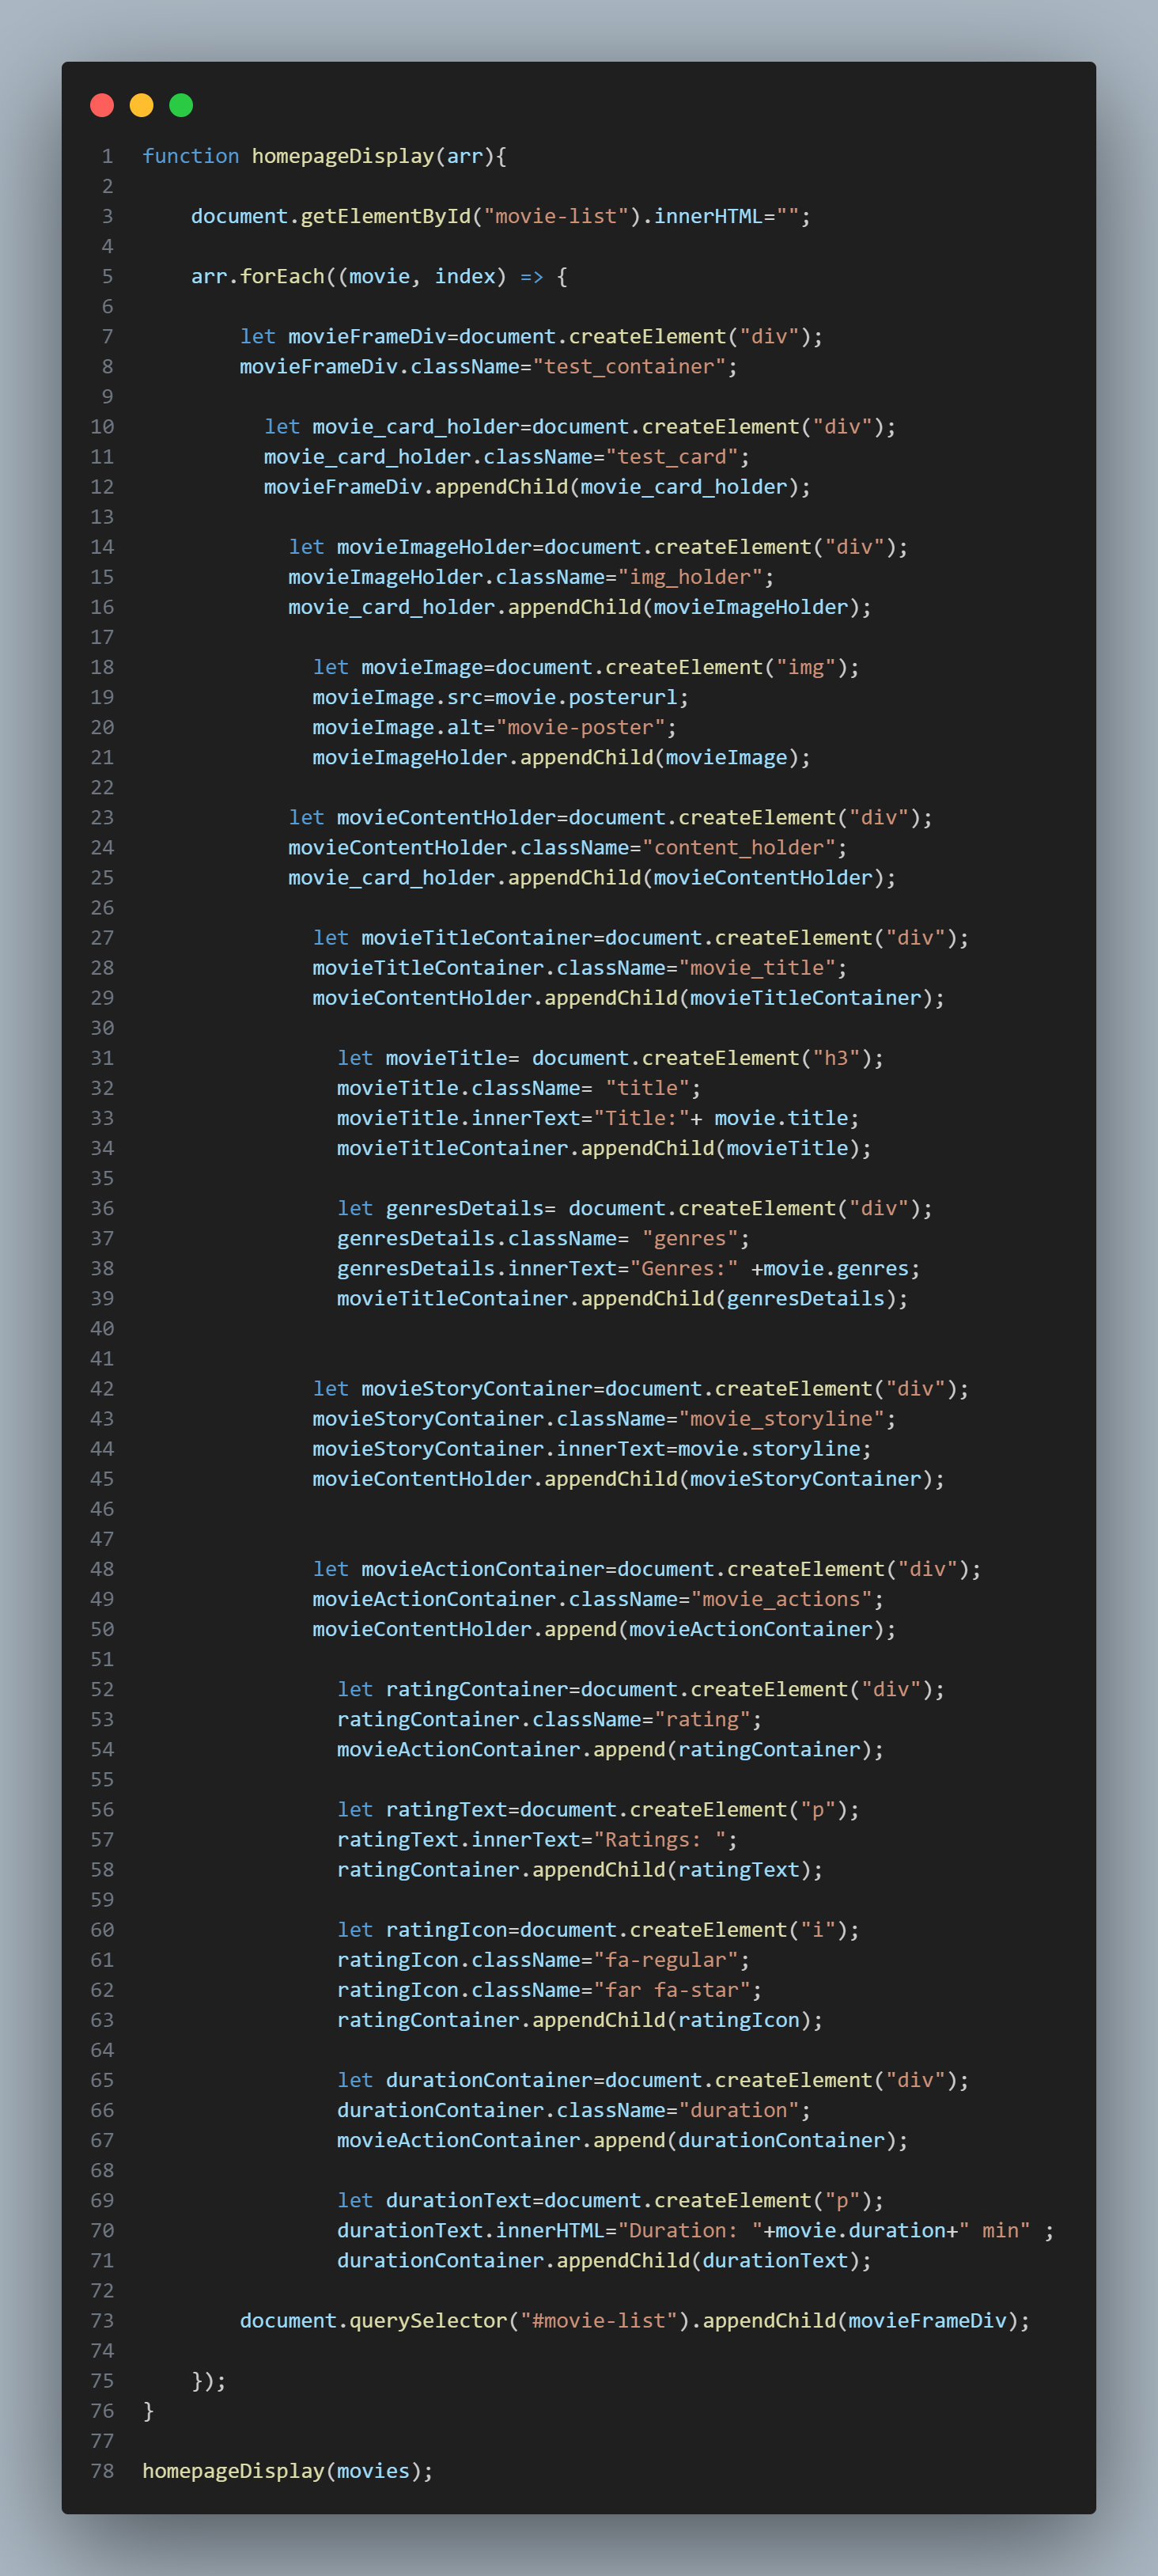 1 function homepageDisplay(arr){
2
3     document.getElementById("movie-list").innerHTML="";
4
5     arr.forEach((movie, index) => {
6
7         let movieFrameDiv=document.createElement("div");
8         movieFrameDiv.className="test_container";
9
10           let movie_card_holder=document.createElement("div");
11           movie_card_holder.className="test_card";
12           movieFrameDiv.appendChild(movie_card_holder);
13
14             let movieImageHolder=document.createElement("div");
15             movieImageHolder.className="img_holder";
16             movie_card_holder.appendChild(movieImageHolder);
17
18               let movieImage=document.createElement("img");
19               movieImage.src=movie.posterurl;
20               movieImage.alt="movie-poster";
21               movieImageHolder.appendChild(movieImage);
22
23             let movieContentHolder=document.createElement("div");
24             movieContentHolder.className="content_holder";
25             movie_card_holder.appendChild(movieContentHolder);
26
27               let movieTitleContainer=document.createElement("div");
28               movieTitleContainer.className="movie_title";
29               movieContentHolder.appendChild(movieTitleContainer);
30
31                 let movieTitle= document.createElement("h3");
32                 movieTitle.className= "title";
33                 movieTitle.innerText="Title:"+ movie.title;
34                 movieTitleContainer.appendChild(movieTitle);
35
36                 let genresDetails= document.createElement("div");
37                 genresDetails.className= "genres";
38                 genresDetails.innerText="Genres:" +movie.genres;
39                 movieTitleContainer.appendChild(genresDetails);
40
41
42               let movieStoryContainer=document.createElement("div");
43               movieStoryContainer.className="movie_storyline";
44               movieStoryContainer.innerText=movie.storyline;
45               movieContentHolder.appendChild(movieStoryContainer);
46
47
48               let movieActionContainer=document.createElement("div");
49               movieActionContainer.className="movie_actions";
50               movieContentHolder.append(movieActionContainer);
51
52                 let ratingContainer=document.createElement("div");
53                 ratingContainer.className="rating";
54                 movieActionContainer.append(ratingContainer);
55
56                 let ratingText=document.createElement("p");
57                 ratingText.innerText="Ratings: ";
58                 ratingContainer.appendChild(ratingText);
59
60                 let ratingIcon=document.createElement("i");
61                 ratingIcon.className="fa-regular";
62                 ratingIcon.className="far fa-star";
63                 ratingContainer.appendChild(ratingIcon);
64
65                 let durationContainer=document.createElement("div");
66                 durationContainer.className="duration";
67                 movieActionContainer.append(durationContainer);
68
69                 let durationText=document.createElement("p");
70                 durationText.innerHTML="Duration: "+movie.duration+" min" ;
71                 durationContainer.appendChild(durationText);
72
73         document.querySelector("#movie-list").appendChild(movieFrameDiv);
74
75     });
76 }
77
78 homepageDisplay(movies);